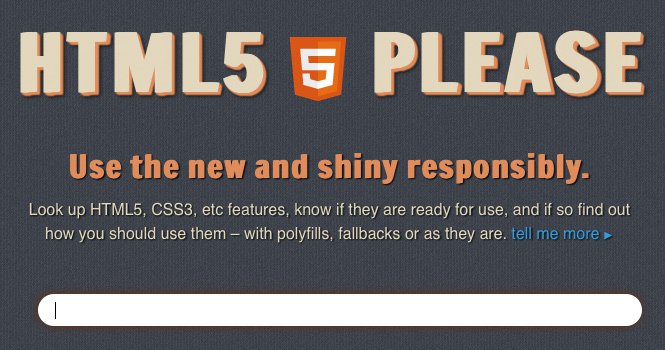 HTML5 5 PLEASE
Use the new and shiny responsibly.
Look up HTML5, CSS3, etc features, know if they are ready for use, and if so find out
how you should use them – with polyfills, fallbacks or as they are. tell me more ▸